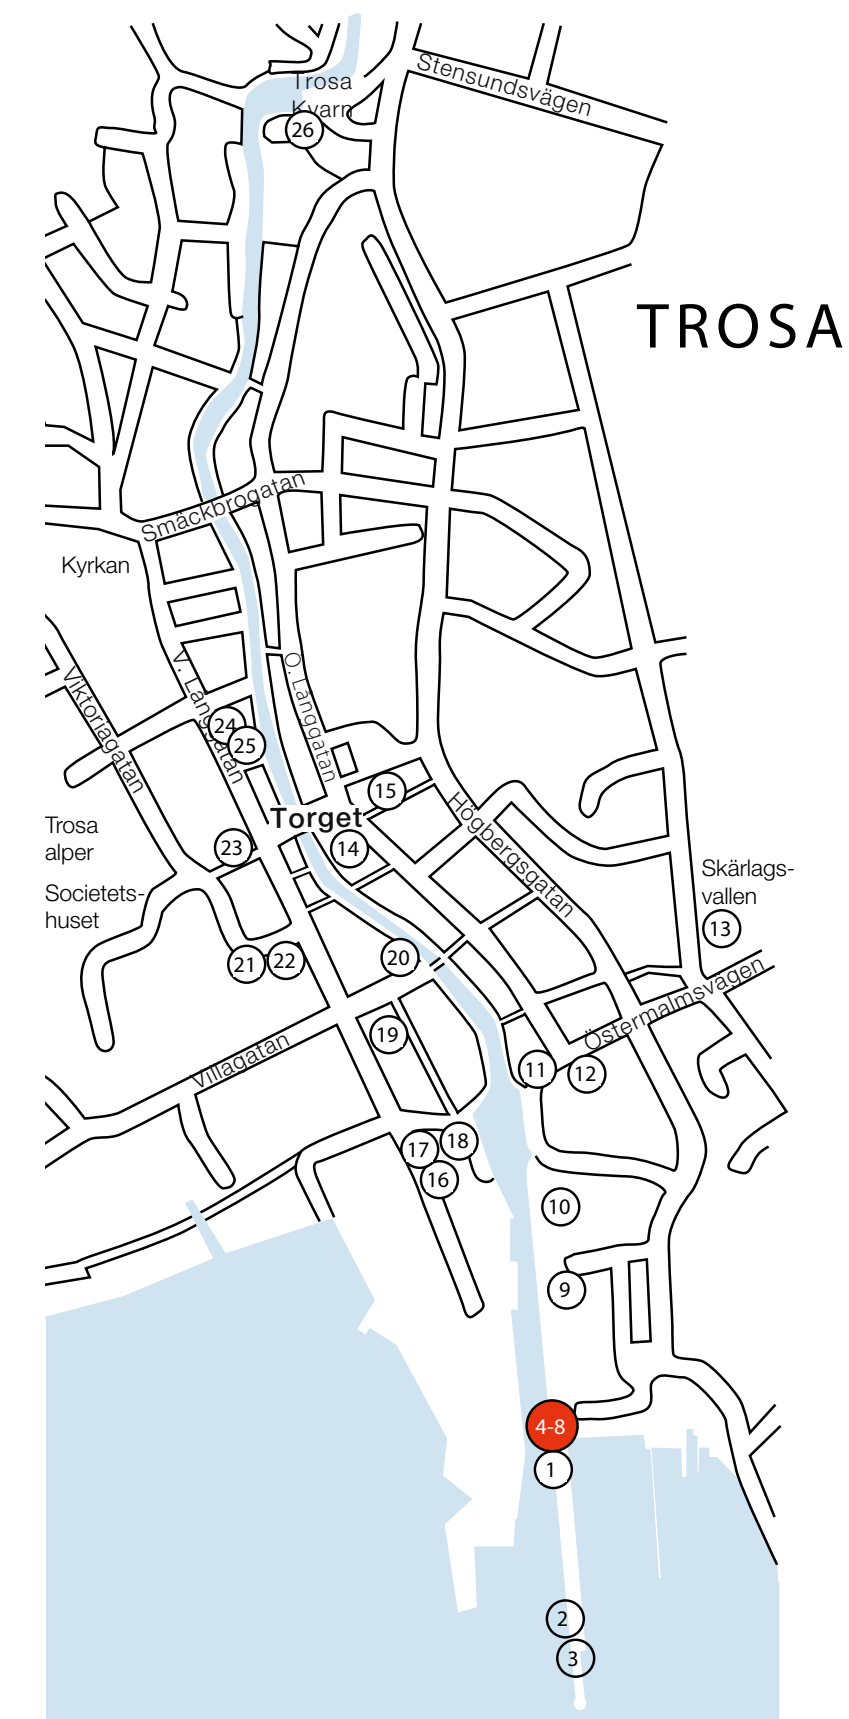 Stensundsvägen
Trosa
Kvarn
26
TROSA
Smäckbrogatan
Kyrkan
V. Långgatan
Ö. Långgatan
Viktoriagatan
24
25
15
Högbergsgatan
Torget
Trosa
alper
23
14
Skärlags-
vallen
Societets-
huset
13
20
21
22
Östermalmsvägen
19
Villagatan
11
12
17
18
16
10
9
4-8
1
2
3